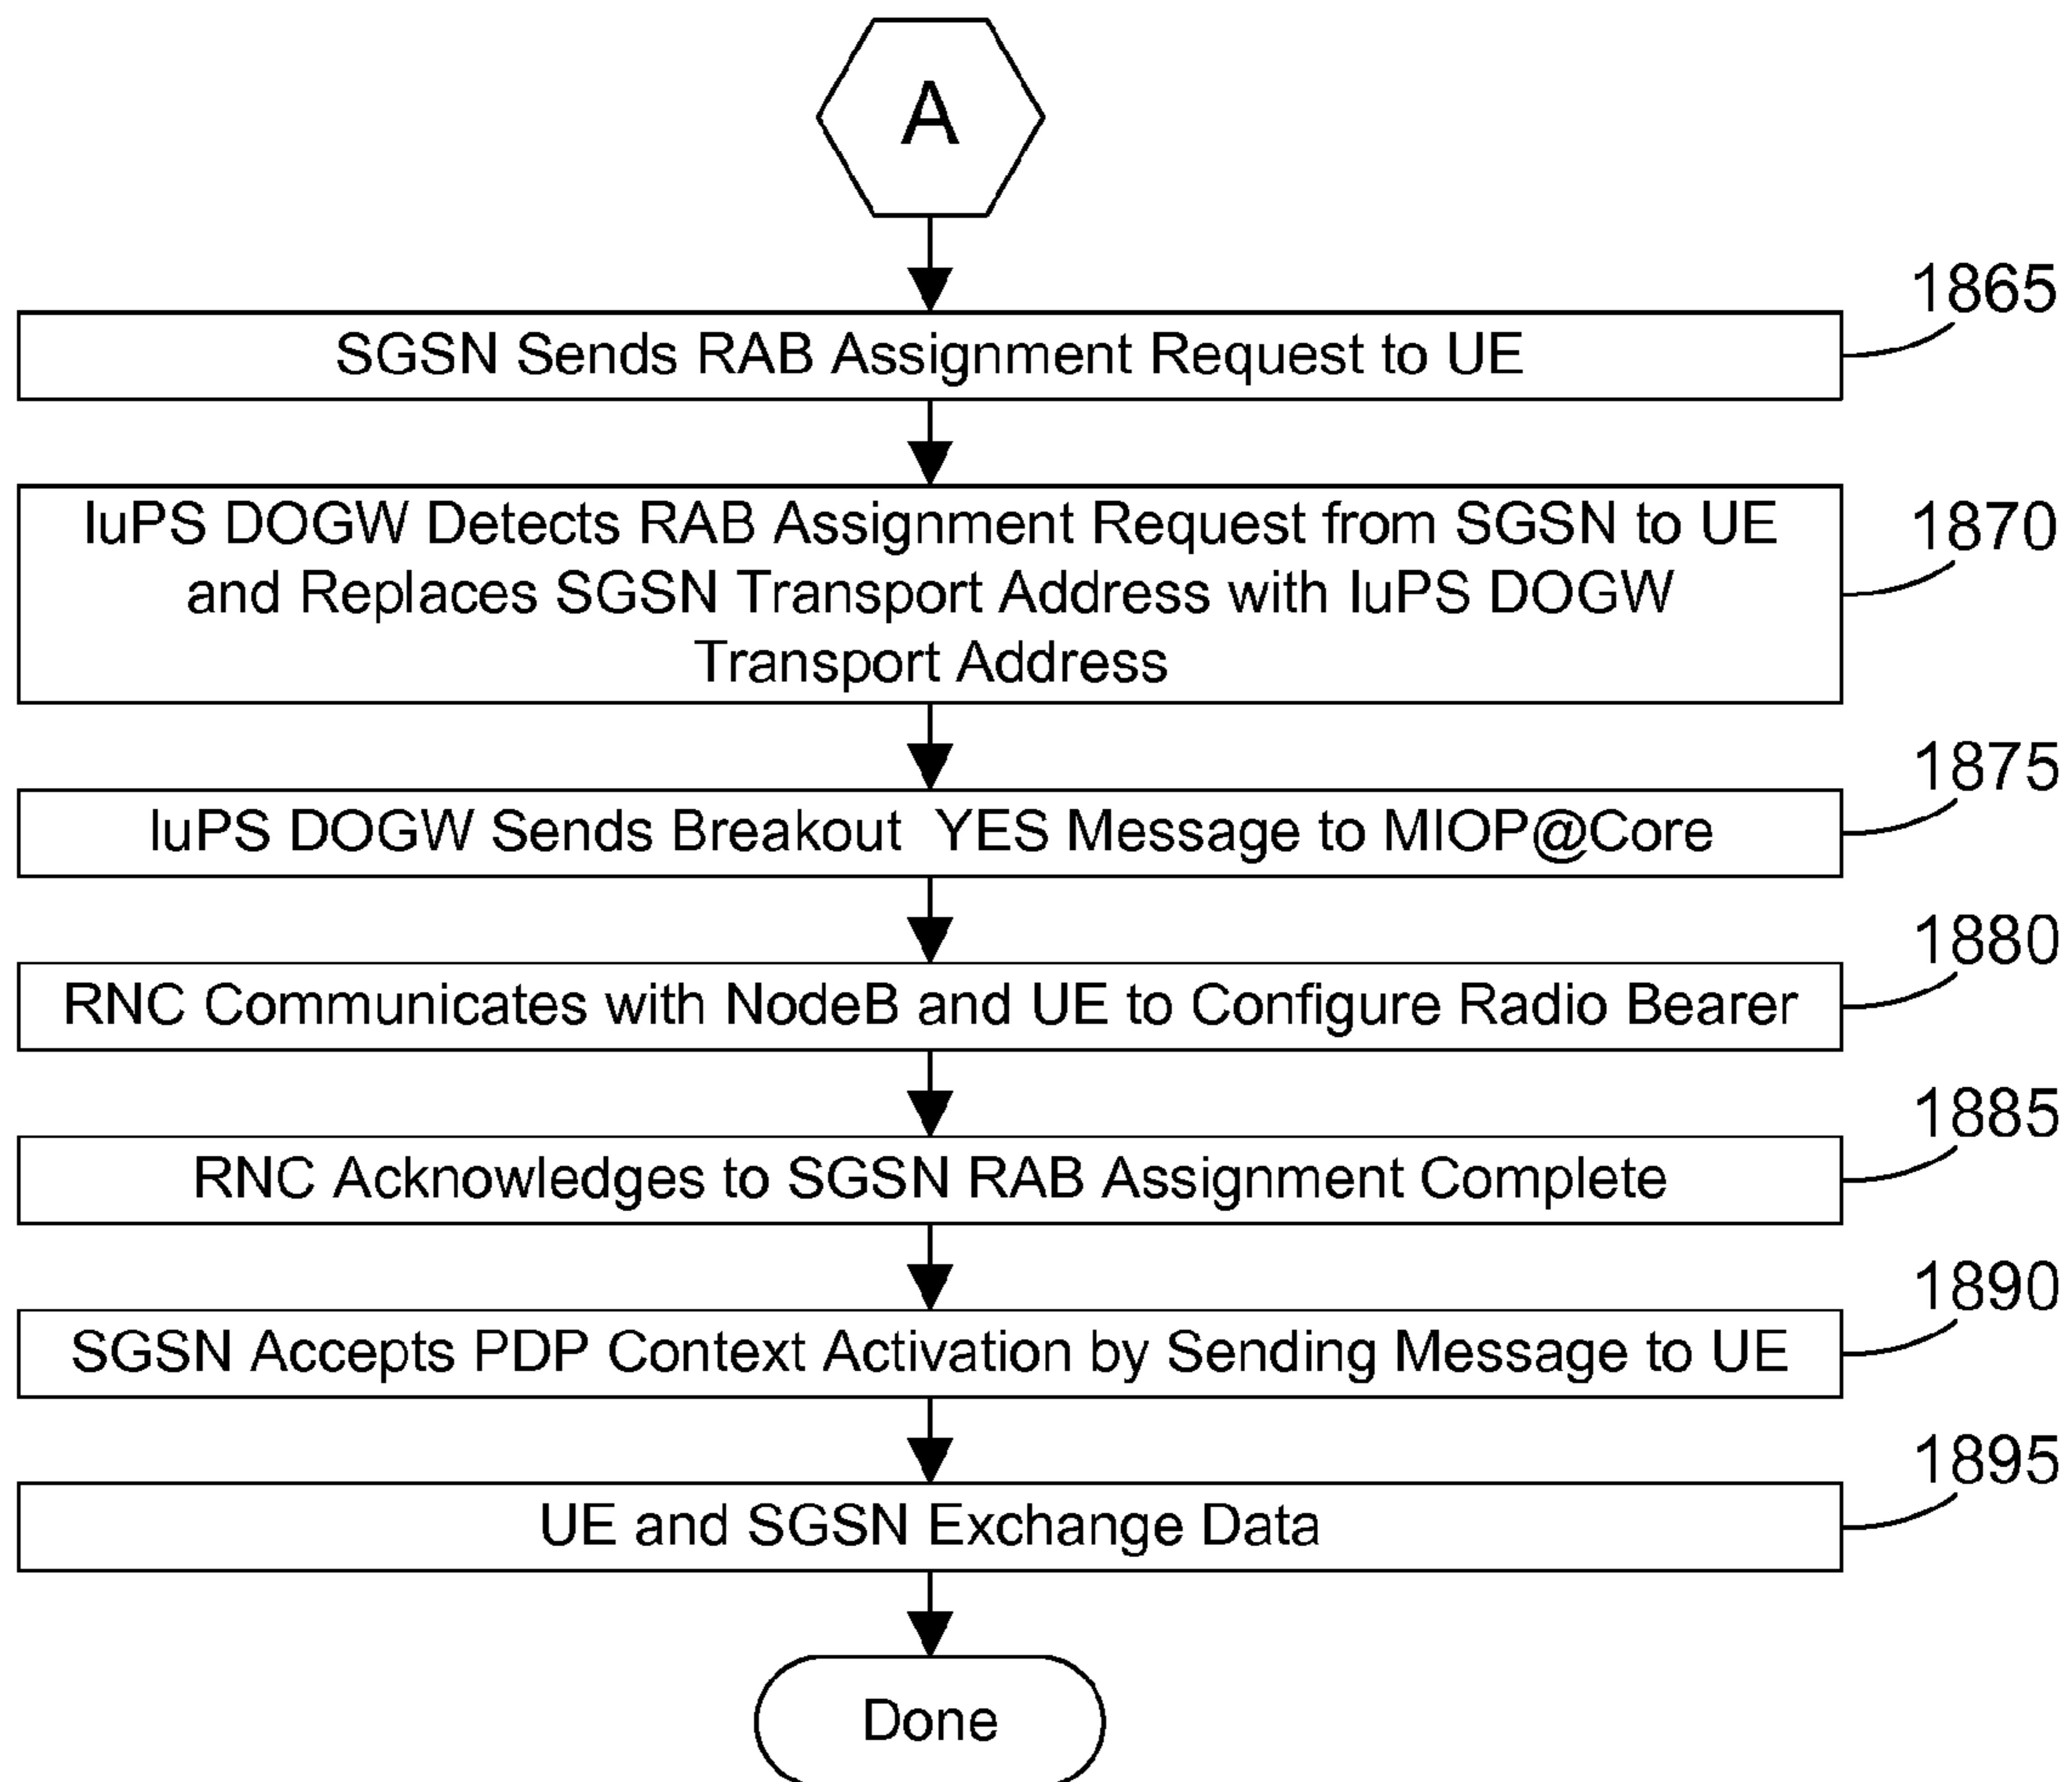 A
1865
SGSN Sends RAB Assignment Request to UE
1870
IuPS DOGW Detects RAB Assignment Request from SGSN to UE
and Replaces SGSN Transport Address with IuPS DOGW
Transport Address
1875
IuPS DOGW Sends Breakout  YES Message to MIOP@Core
1880
RNC Communicates with NodeB and UE to Configure Radio Bearer
1885
RNC Acknowledges to SGSN RAB Assignment Complete
1890
SGSN Accepts PDP Context Activation by Sending Message to UE
1895
UE and SGSN Exchange Data
Done